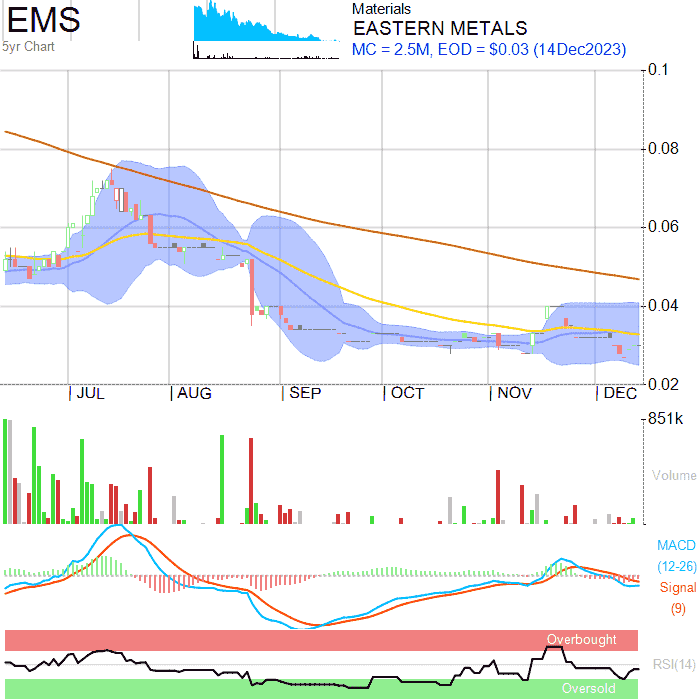 EMS
5yr Chart
Materials
EASTERN METALS
MC = 2.5M, EOD = $0.03 (14Dec2023)
0.1
0.08
0.06
0.04
0.02
JUL AUG SEP OCT NOV DEC
851k
Volume
MACD
(12-26)
Signal
(9)
Overbought
RSI(14)
Oversold